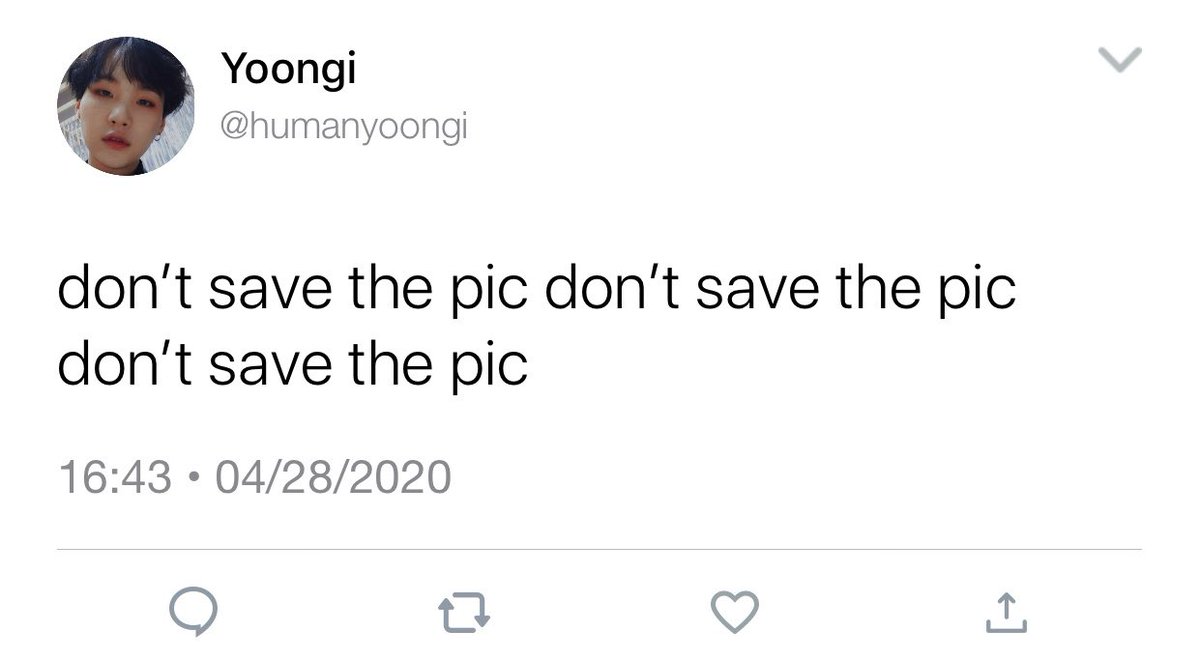 Yoongi
@humanyoongi
don’t save the pic don’t save the pic
don’t save the pic
16:43 • 04/28/2020